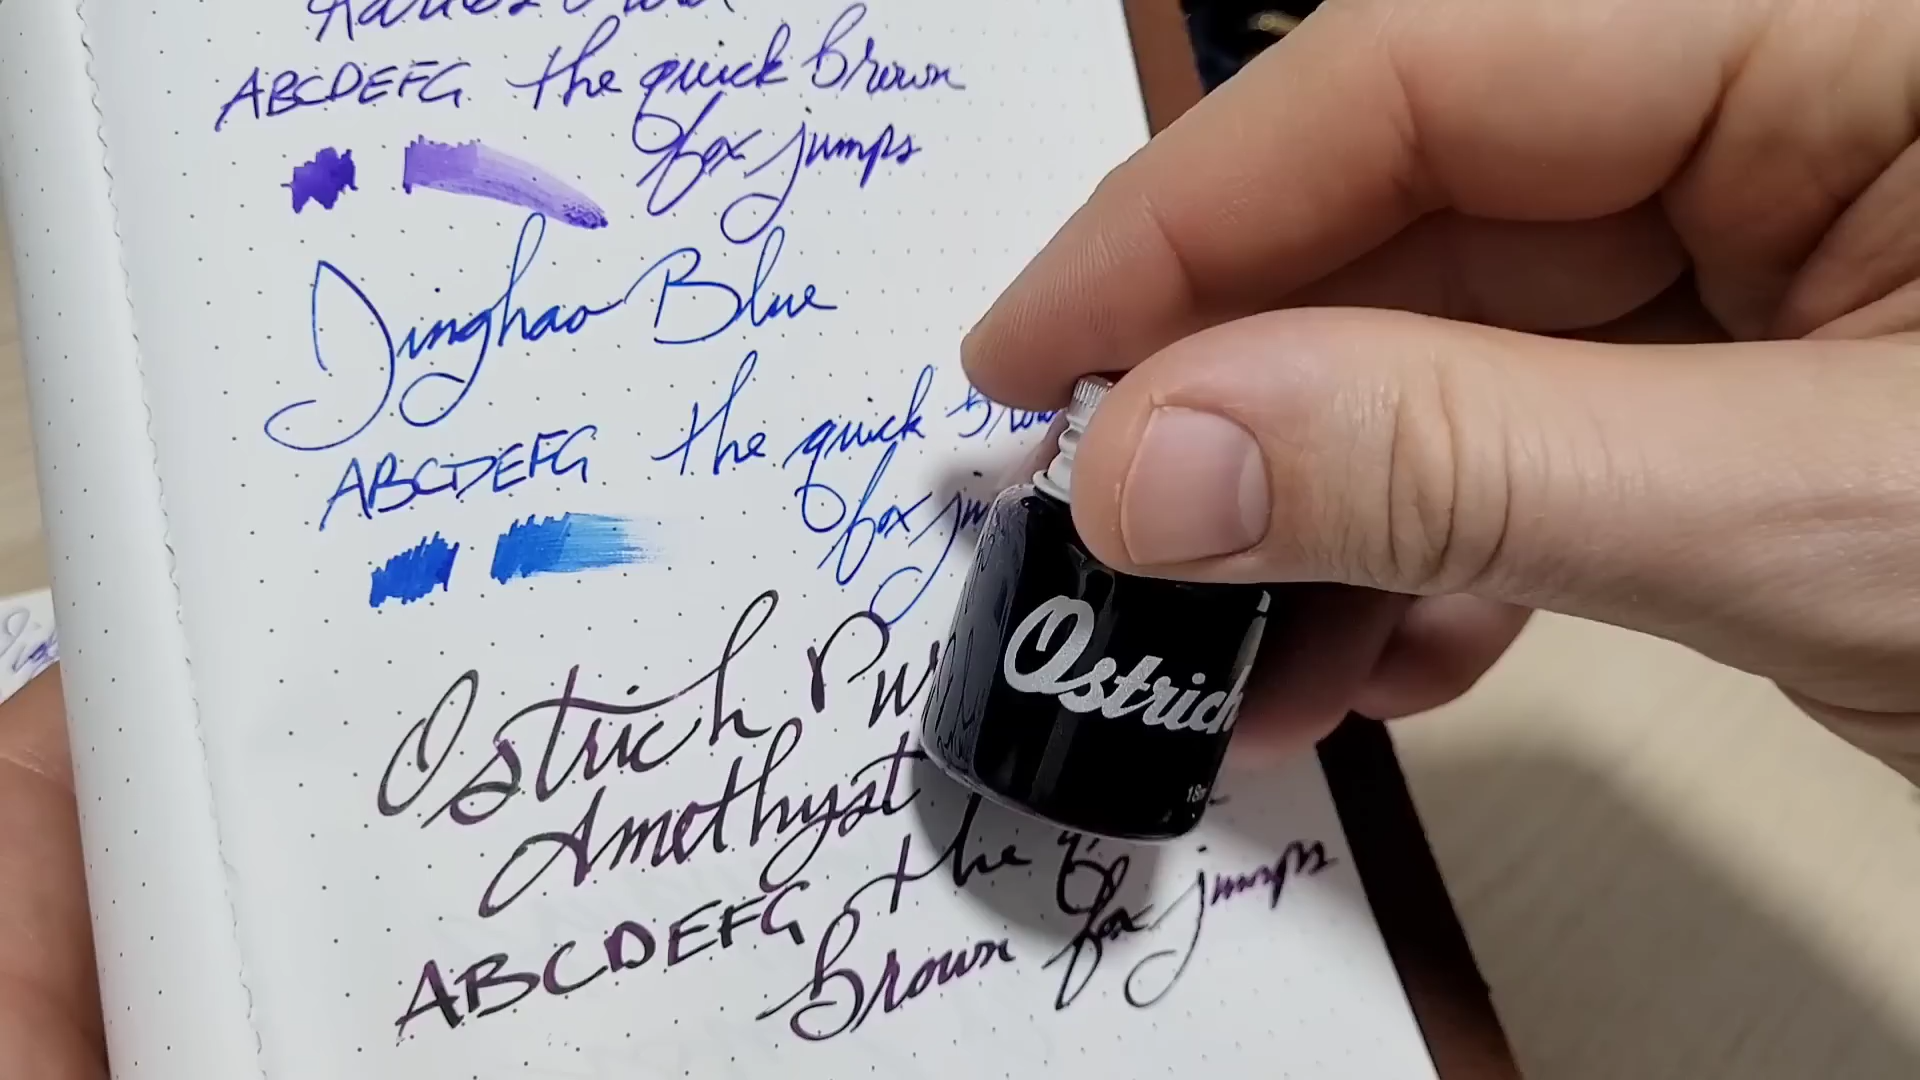 ABCDEFG the quick brown
fox jumps
Jinghao Blue
ABCDEFG the quick brown
fox
Ostrich
Amethyst
ABCDEFG the
brown fox jumps
Ostrich